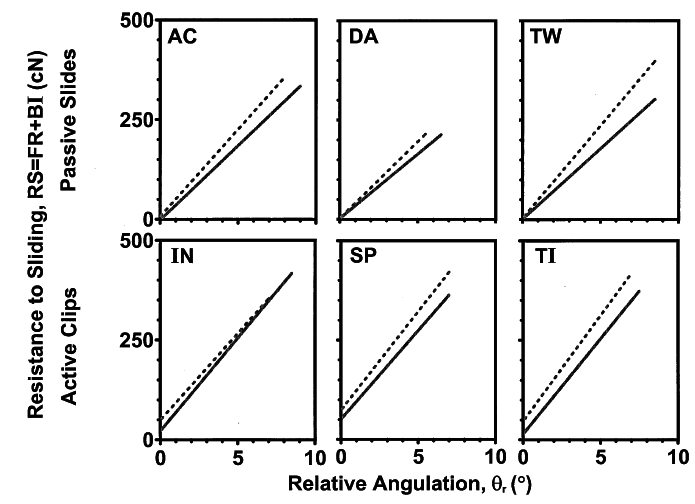 Resistance to Sliding, RS=FR+BI (cN)
Passive Slides
Active Clips
500
250
0
AC
DA
TW
500
250
0
IN
SP
TI
0 5 10 0 5 10 0 5 10
Relative Angulation, θr (°)